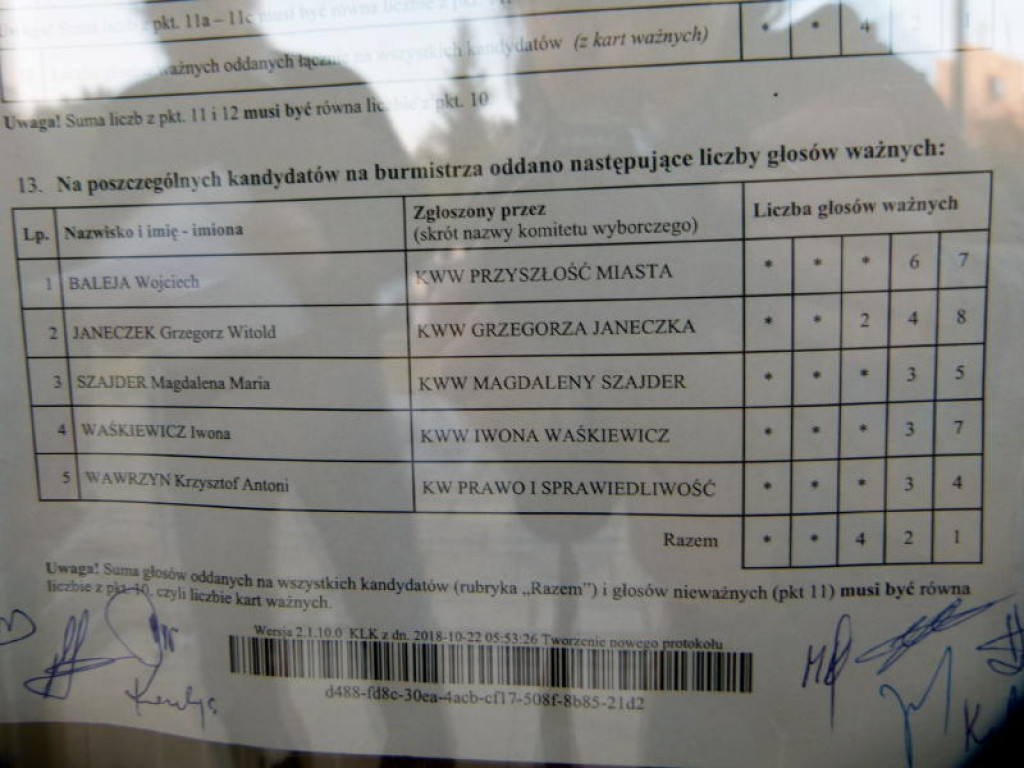 pkt. 11a – 11c musi być równa liczbie z pkt. 11
ważnych oddanych łącznie na wszystkich kandydatów (z kart ważnych) * * 4 2 1
Uwaga! Suma liczb z pkt. 11 i 12 musi być równa liczbie z pkt. 10
13. Na poszczególnych kandydatów na burmistrza oddano następujące liczby głosów ważnych:
Lp. Nazwisko i imię - imiona Zgłoszony przez (skrót nazwy komitetu wyborczego) Liczba głosów ważnych
1 BALEJA Wojciech KWW PRZYSZŁOŚĆ MIASTA * * * 6 7
2 JANECZEK Grzegorz Witold KWW GRZEGORZA JANECZKA * * 2 4 8
3 SZAJDER Magdalena Maria KWW MAGDALENY SZAJDER * * * 3 5
4 WAŚKIEWICZ Iwona KWW IWONA WAŚKIEWICZ * * * 3 7
5 WAWRZYN Krzysztof Antoni KW PRAWO I SPRAWIEDLIWOŚĆ * * * 3 4
Razem * * 4 2 1
Uwaga! Suma głosów oddanych na wszystkich kandydatów (rubryka „Razem”) i głosów nieważnych (pkt 11) musi być równa
liczbie z pkt. 10, czyli liczbie kart ważnych.
Wersja 2.1.10.0 KLK z dn. 2018-10-22 05:53:26 Tworzenie nowego protokołu
d488-fd8c-30ea-4acb-cf17-508f-8b85-21d2